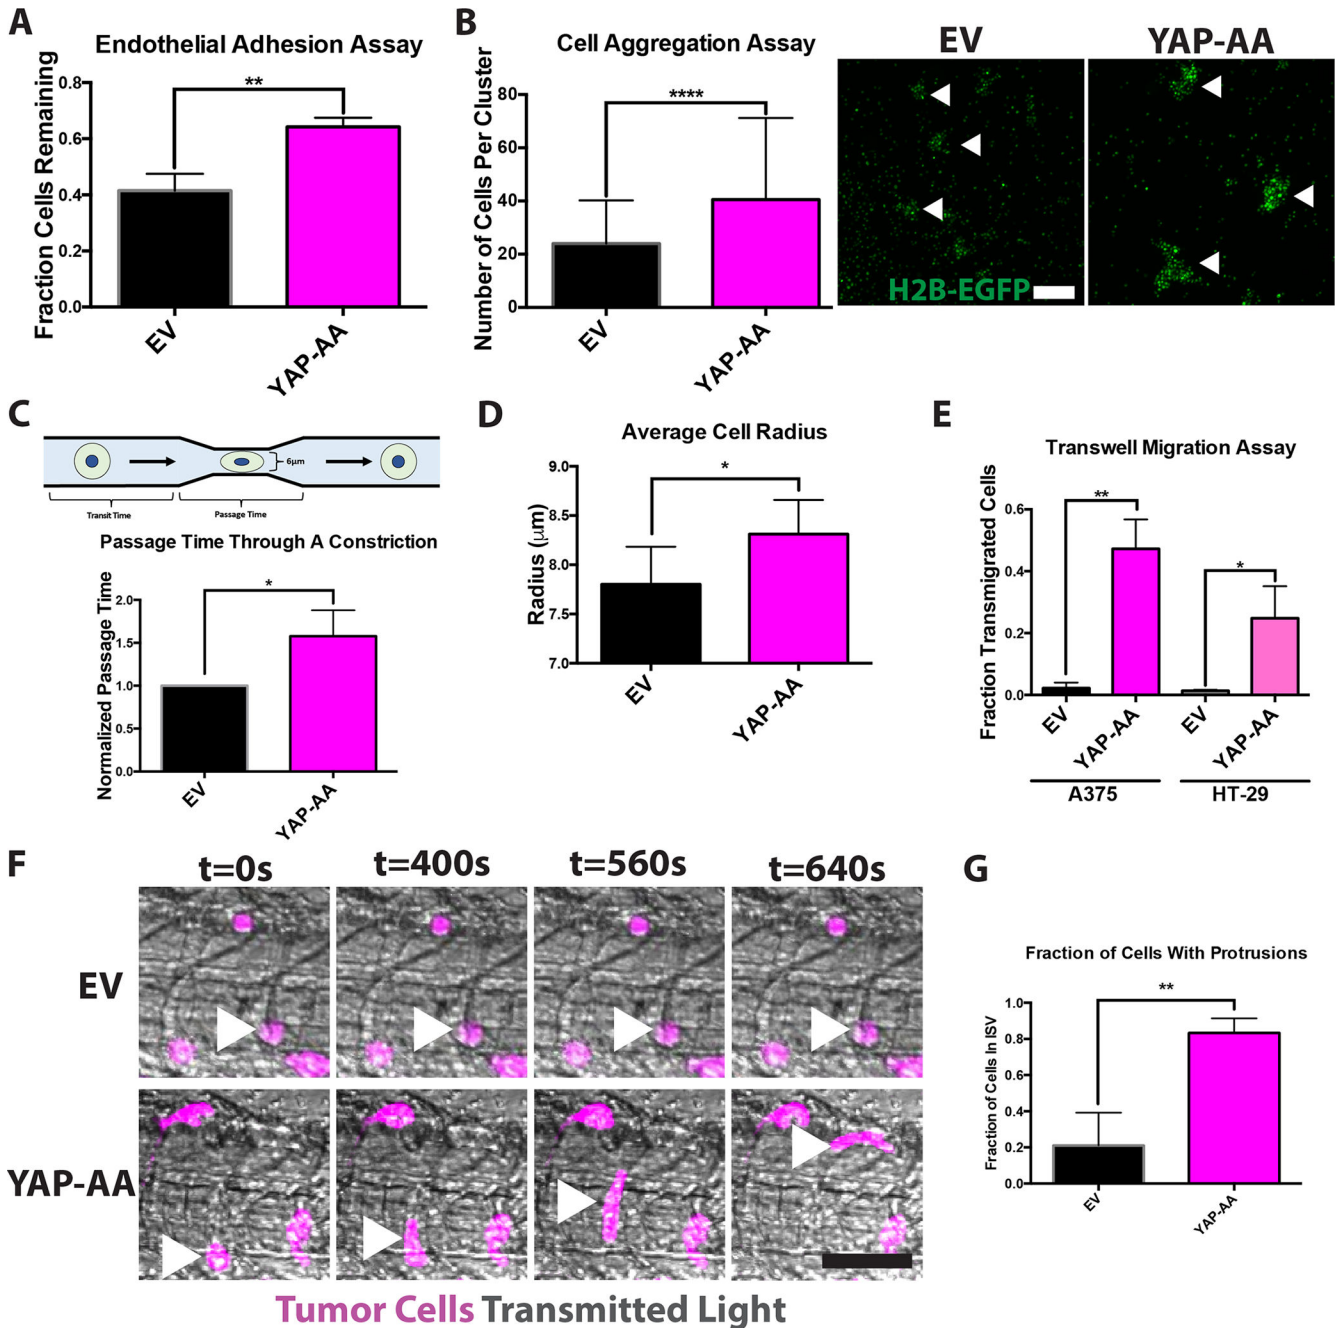 A
Endothelial Adhesion Assay
Fraction Cells Remaining
0.8
0.6
0.4
0.2
0.0
**
EV
YAP-AA
B
Cell Aggregation Assay
Number of Cells Per Cluster
80
60
40
20
0
****
EV
YAP-AA
EV
YAP-AA
H2B-EGFP
C
6μm
Transit Time
Passage Time
Passage Time Through A Constriction
Normalized Passage Time
2.0
1.5
1.0
0.5
0.0
*
EV
YAP-AA
D
Average Cell Radius
Radius (μm)
9.0
8.5
8.0
7.5
7.0
*
EV
YAP-AA
E
Transwell Migration Assay
Fraction Transmigrated Cells
0.6
0.4
0.2
0.0
**
*
EV
YAP-AA
EV
YAP-AA
A375
HT-29
F
t=0s
t=400s
t=560s
t=640s
EV
YAP-AA
Tumor Cells Transmitted Light
G
Fraction of Cells With Protrusions
Fraction of Cells In ISV
1.0
0.8
0.6
0.4
0.2
0.0
**
EV
YAP-AA